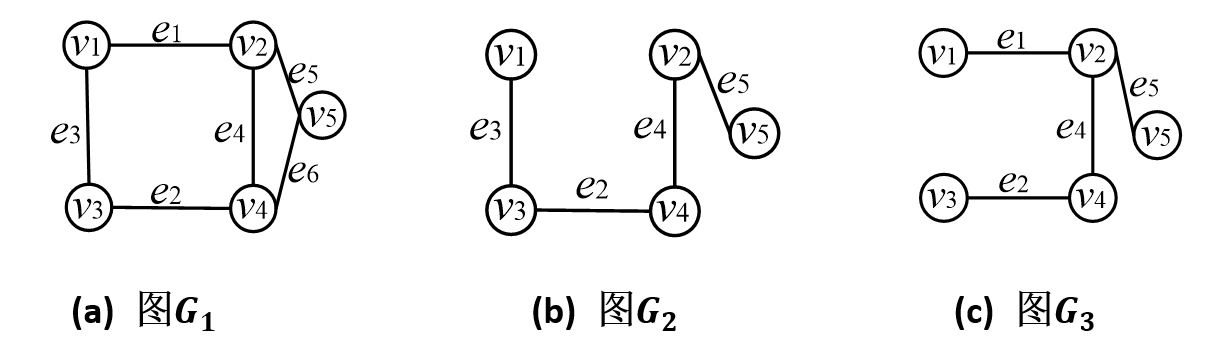 v1 e1 v2
e5
e3 e4 v5
e6
v3 e2 v4
(a) 图G1
v1 v2
e5
e3 e4 v5
e2
v3 v4
(b) 图G2
v1 e1 v2
e5
e4 v5
v3 e2 v4
(c) 图G3